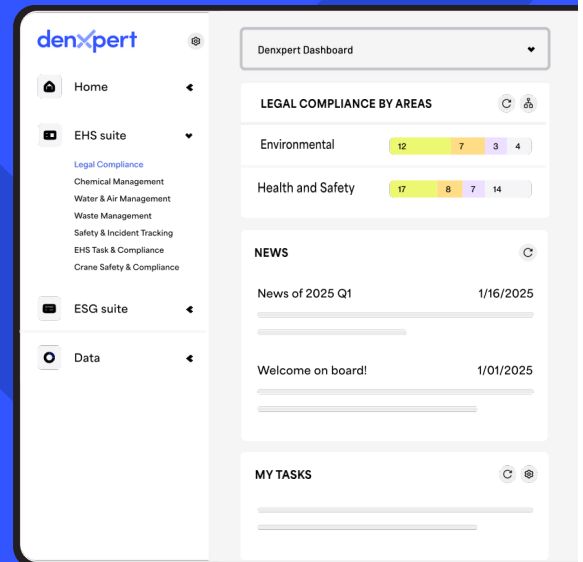 denxpert
Home
EHS suite
Legal Compliance
Chemical Management
Water & Air Management
Waste Management
Safety & Incident Tracking
EHS Task & Compliance
Crane Safety & Compliance
ESG suite
Data
Denxpert Dashboard
LEGAL COMPLIANCE BY AREAS
Environmental 12 7 3 4
Health and Safety 17 8 7 14
NEWS
News of 2025 Q1 1/16/2025
Welcome on board! 1/01/2025
MY TASKS